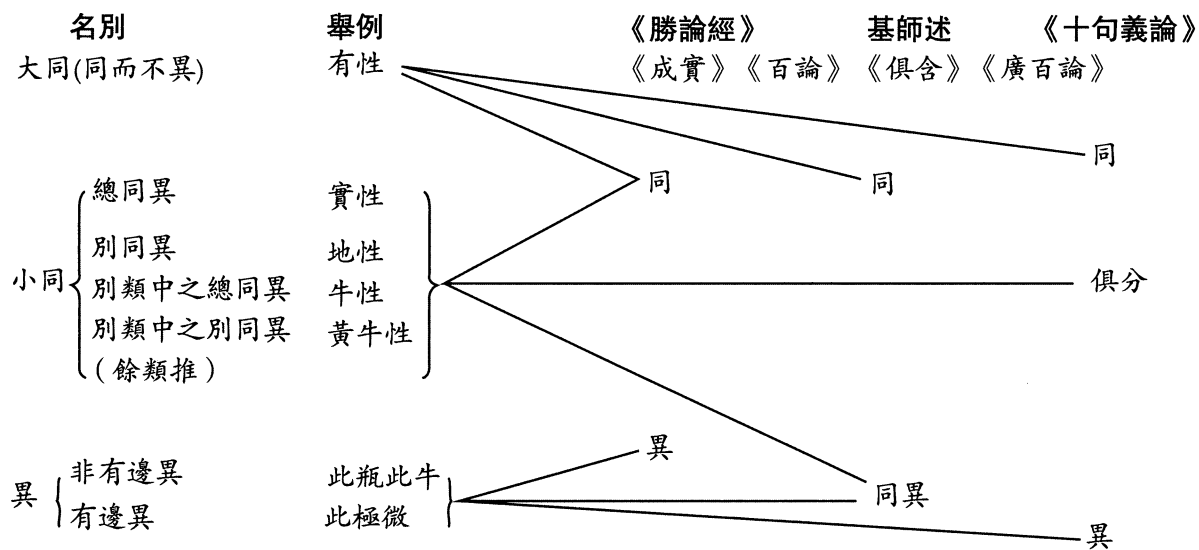 名別 舉例 《勝論經》 基師述 《十句義論》
大同(同而不異) 有性 《成實》《百論》《俱含》《廣百論》
同
同 同
總同異 實性
別同異 地性
小同 別類中之總同異 牛性 俱分
別類中之別同異 黃牛性
(餘類推)
異
非有邊異 此瓶此牛
異 同異
有邊異 此極微
異